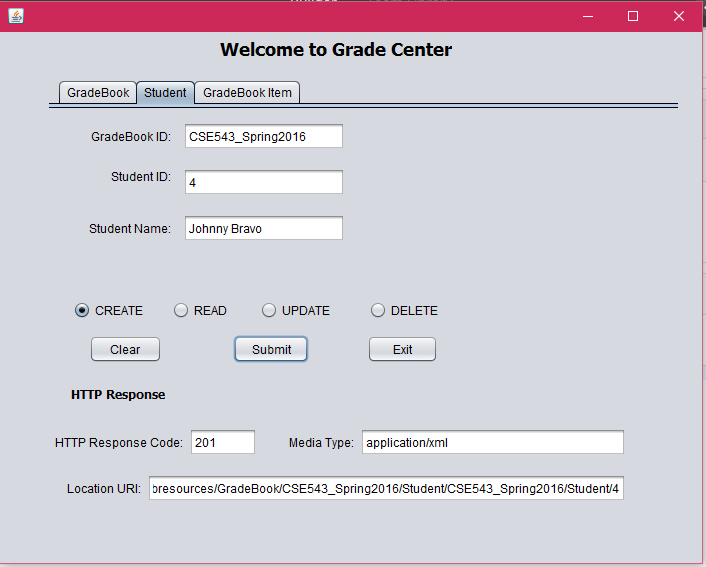 Welcome to Grade Center
GradeBook Student GradeBook Item
GradeBook ID: CSE543_Spring2016
Student ID: 4
Student Name: Johnny Bravo
CREATE READ UPDATE DELETE
Clear Submit Exit
HTTP Response
HTTP Response Code: 201 Media Type: application/xml
Location URI: bresources/GradeBook/CSE543_Spring2016/Student/CSE543_Spring2016/Student/4